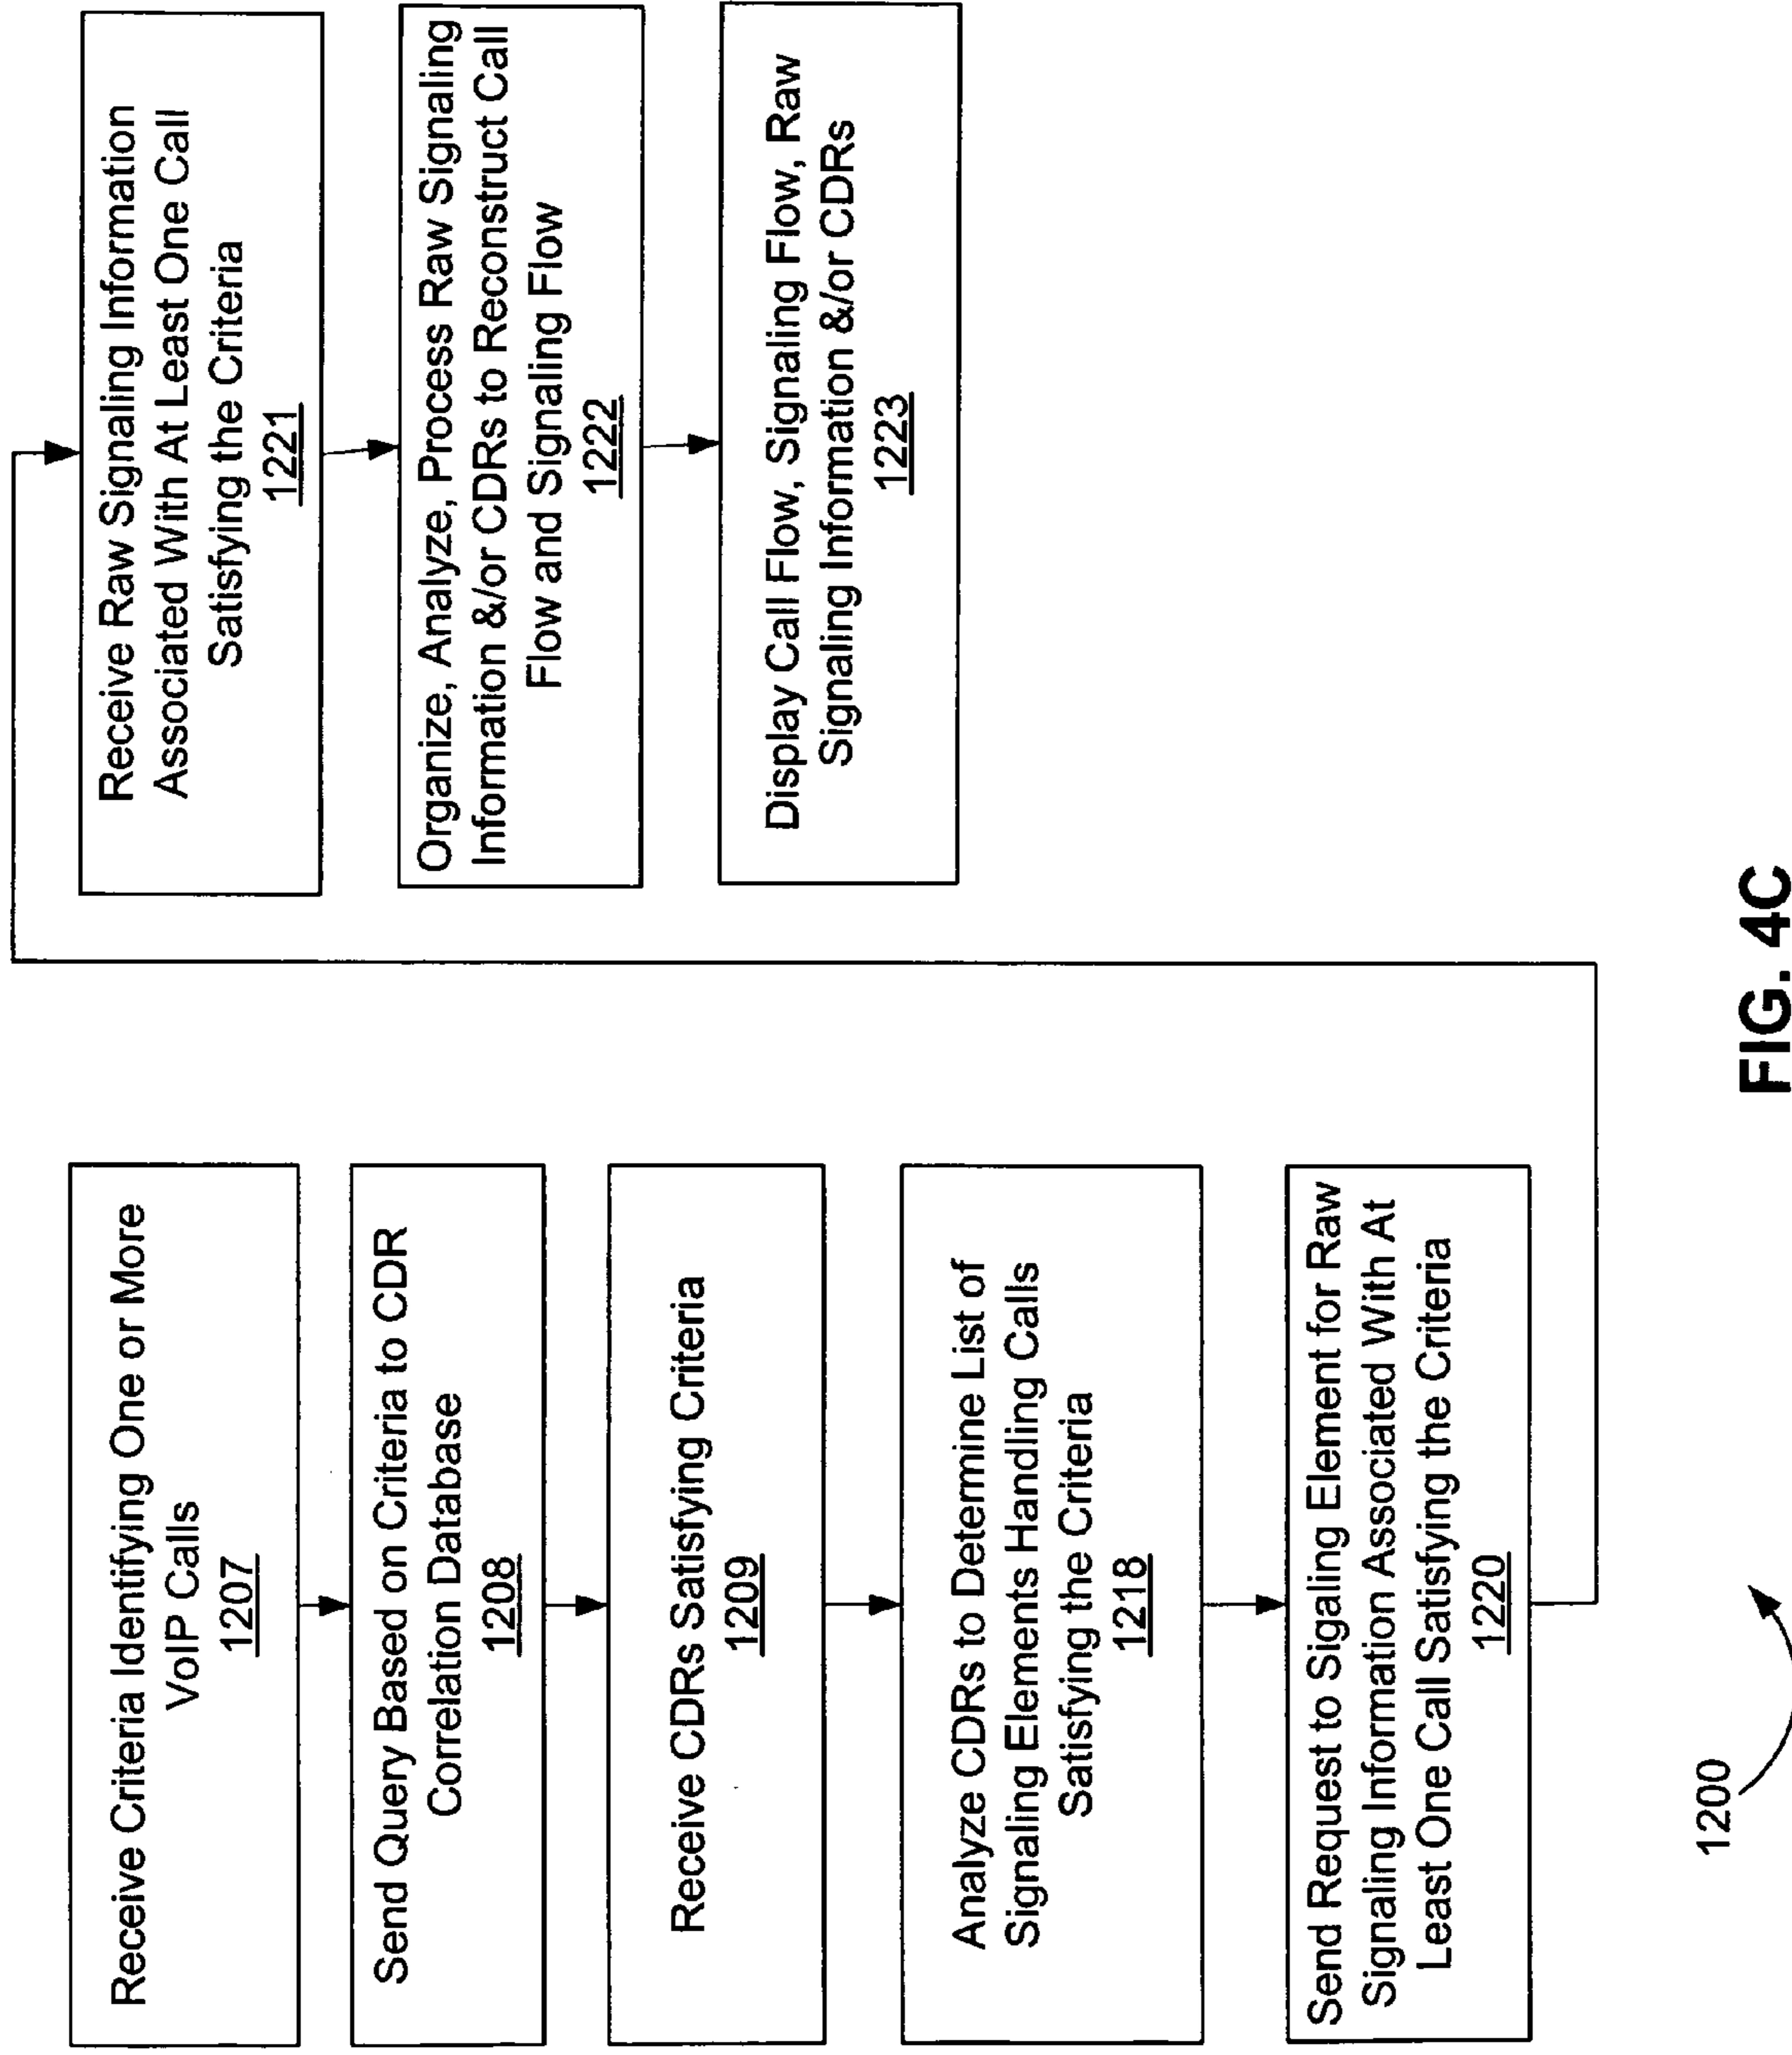 Receive Criteria Identifying One or More
VoIP Calls
1207
Send Query Based on Criteria to CDR
Correlation Database
1208
Receive CDRs Satisfying Criteria
1209
Analyze CDRs to Determine List of
Signaling Elements Handling Calls
Satisfying the Criteria
1218
Send Request to Sigaling Element for Raw
Signaling Information Associated With At
Least One Call Satisfying the Criteria
1220
Receive Raw Signaling Information
Associated With At Least One Call
Satisfying the Criteria
1221
Organize, Analyze, Process Raw Signaling
Information &/or CDRs to Reconstruct Call
Flow and Signaling Flow
1222
Display Call Flow, Signaling Flow, Raw
Signaling Information &/or CDRs
1223
1200
FIG. 4C